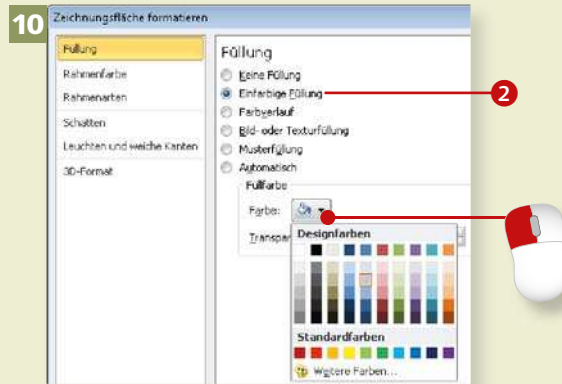 10
Zeichnungsfläche formatieren
Füllung
Rahmenfarbe
Rahmenarten
Schatten
Leuchten und weiche Kanten
3D-Format
Füllung
Keine Füllung
Einfarbige Füllung
2
Farbverlauf
Bild- oder Texturfüllung
Musterfüllung
Automatisch
Füllfarbe
Farbe:
Transpar
Designfarben
Standardfarben
Weitere Farben...